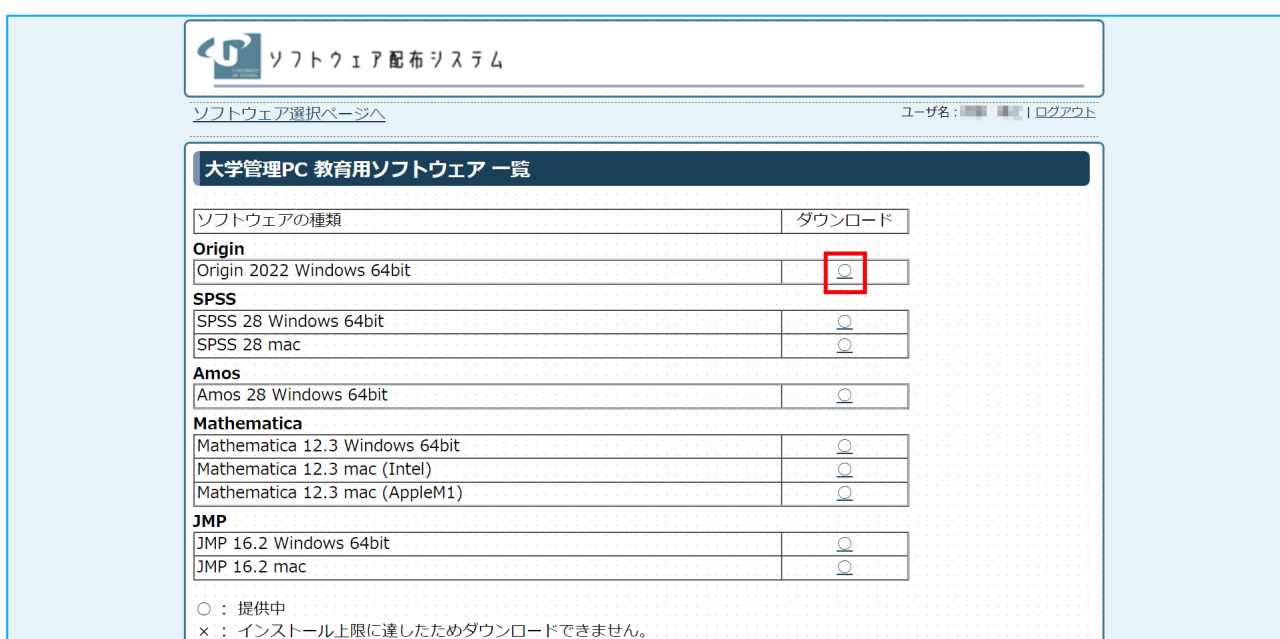 ソフトウェア配布システム
ソフトウェア選択ページへ ユーザ名: | ログアウト
大学管理PC 教育用ソフトウェア 一覧
ソフトウェアの種類 ダウンロード
Origin
Origin 2022 Windows 64bit ○
SPSS
SPSS 28 Windows 64bit ○
SPSS 28 mac ○
Amos
Amos 28 Windows 64bit ○
Mathematica
Mathematica 12.3 Windows 64bit ○
Mathematica 12.3 mac (Intel) ○
Mathematica 12.3 mac (AppleM1) ○
JMP
JMP 16.2 Windows 64bit ○
JMP 16.2 mac ○
○ : 提供中
× : インストール上限に達したためダウンロードできません。